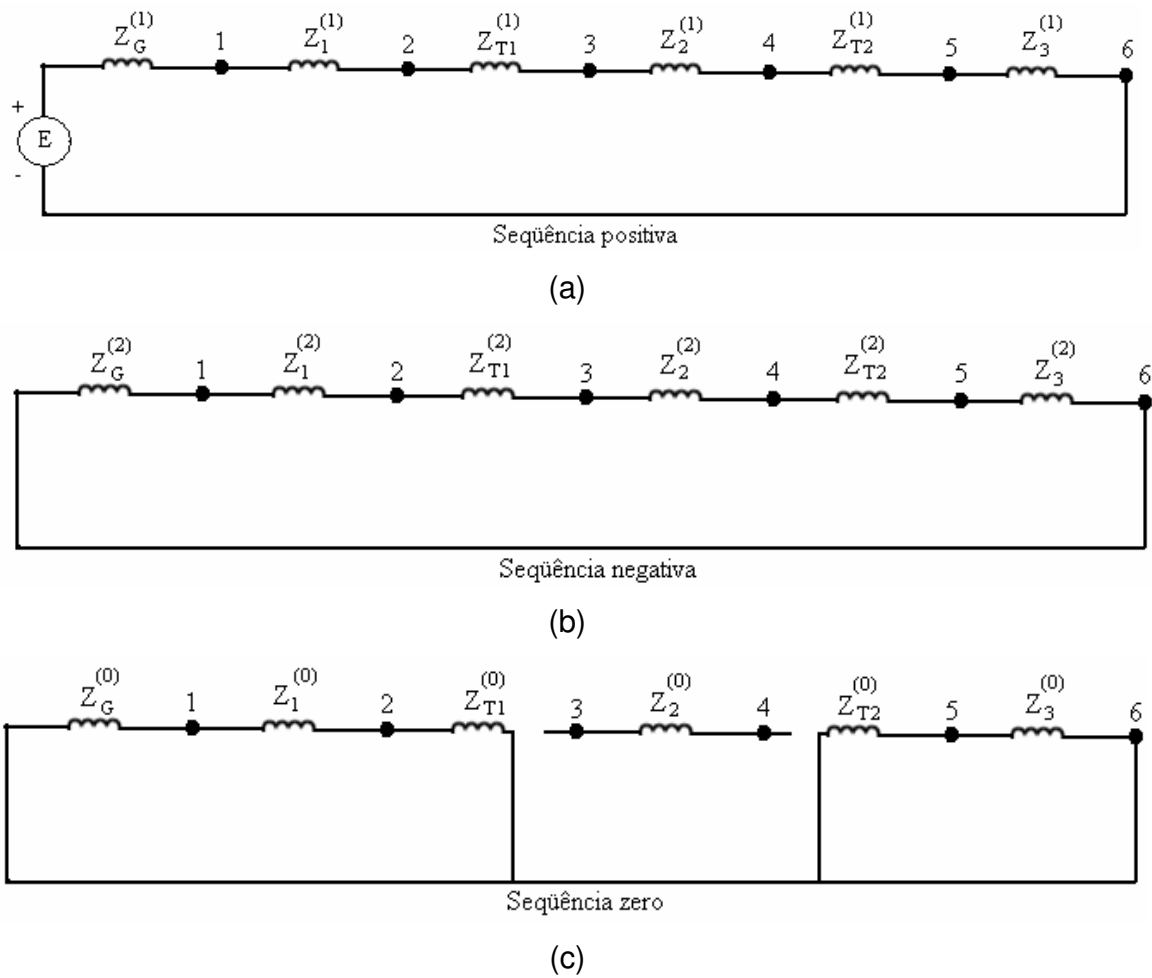 Z_G^(1) 1 Z_1^(1) 2 Z_T1^(1) 3 Z_2^(1) 4 Z_T2^(1) 5 Z_3^(1) 6
+
E
-
Seqüência positiva
(a)
Z_G^(2) 1 Z_1^(2) 2 Z_T1^(2) 3 Z_2^(2) 4 Z_T2^(2) 5 Z_3^(2) 6
Seqüência negativa
(b)
Z_G^(0) 1 Z_1^(0) 2 Z_T1^(0) 3 Z_2^(0) 4 Z_T2^(0) 5 Z_3^(0) 6
Seqüência zero
(c)